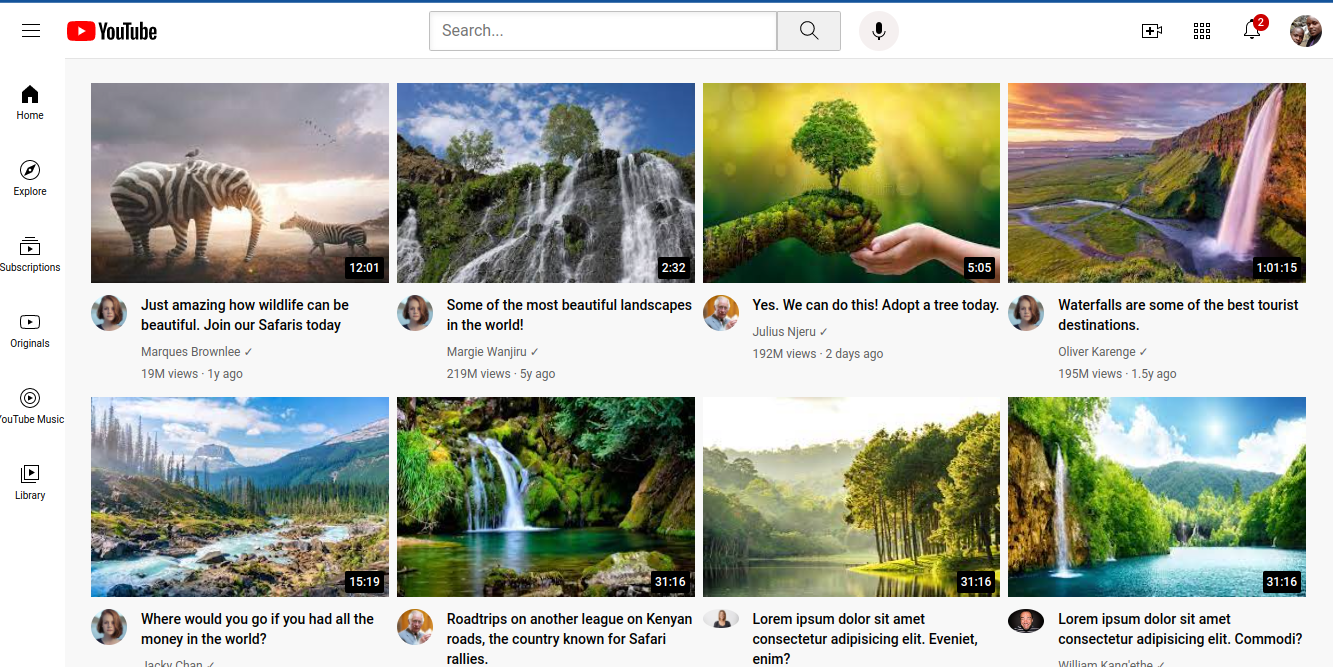 YouTube
Search...
2
Home
Explore
Subscriptions
Originals
YouTube Music
Library
12:01
2:32
5:05
1:01:15
Just amazing how wildlife can be
beautiful. Join our Safaris today
Marques Brownlee ✓
19M views · 1y ago
Some of the most beautiful landscapes
in the world!
Margie Wanjiru ✓
219M views · 5y ago
Yes. We can do this! Adopt a tree today.
Julius Njeru ✓
192M views · 2 days ago
Waterfalls are some of the best tourist
destinations.
Oliver Karenge ✓
195M views · 1.5y ago
15:19
31:16
31:16
31:16
Where would you go if you had all the
money in the world?
Jacky Chan ✓
Roadtrips on another league on Kenyan
roads, the country known for Safari
rallies.
Lorem ipsum dolor sit amet
consectetur adipisicing elit. Eveniet,
enim?
Lorem ipsum dolor sit amet
consectetur adipisicing elit. Commodi?
William Kang'ethe ✓